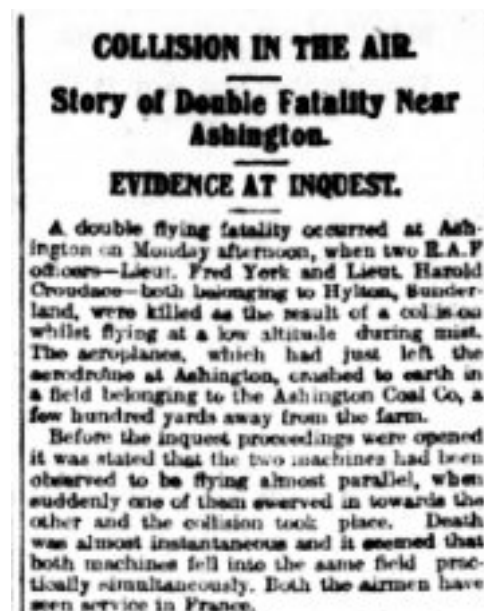 COLLISION IN THE AIR.
Story of Double Fatality Near
Ashington.
EVIDENCE AT INQUEST.
A double flying fatality occurred at Ash-
ington on Monday afternoon, when two R.A.F
officers—Lieut. Fred York and Lieut. Harold
Croudace—both belonging to Hylton, Sunder-
land, were killed as the result of a collision
whilst flying at a low altitude during mist.
The aeroplanes, which had just left the
aerodrome at Ashington, crashed to earth in
a field belonging to the Ashington Coal Co, a
few hundred yards away from the farm.
Before the inquest proceedings were opened
it was stated that the two machines had been
observed to be flying almost parallel, when
suddenly one of them swerved in towards the
other and the collision took place. Death
was almost instantaneous and it seemed that
both machines fell into the same field prac-
tically simultaneously. Both the airmen have
seen service in France.